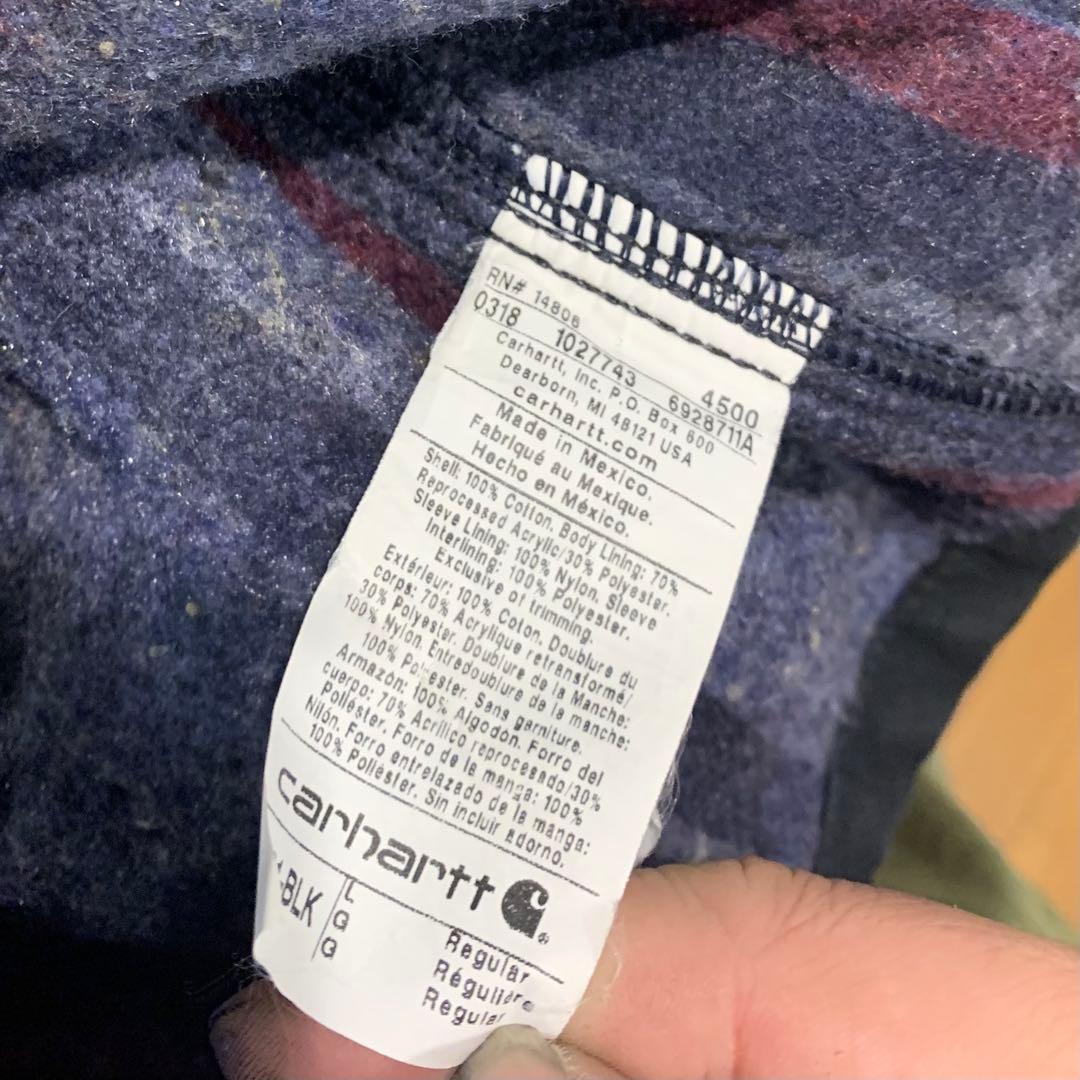 RN# 14806
0318 1027743 4500
Carhartt, Inc. P.O. Box 600 6928711A
Dearborn, MI 48121 USA
carhartt.com
Made in Mexico.
Fabriqué au Mexique.
Hecho en México.
Shell: 100% Cotton. Body Lining: 70%
Reprocessed Acrylic/30% Polyester.
Sleeve Lining: 100% Nylon. Sleeve
Interlining: 100% Polyester.
Exclusive of trimming.
Extérieur: 100% Coton. Doublure du
corps: 70% Acrylique retransformé/
30% Polyester. Doublure de la Manche:
100% Nylon. Entredoublure de la manche:
100% Polyester. Sans garniture.
Armazón: 100% Algodón. Forro del
cuerpo: 70% Acrílico reprocesado/30%
Poliéster. Forro de la manga: 100%
Nilón. Forro entrelazado de la manga:
100% Poliéster. Sin incluir adorno.
carhartt
-BLK L Regular
G Régulière
G Regular